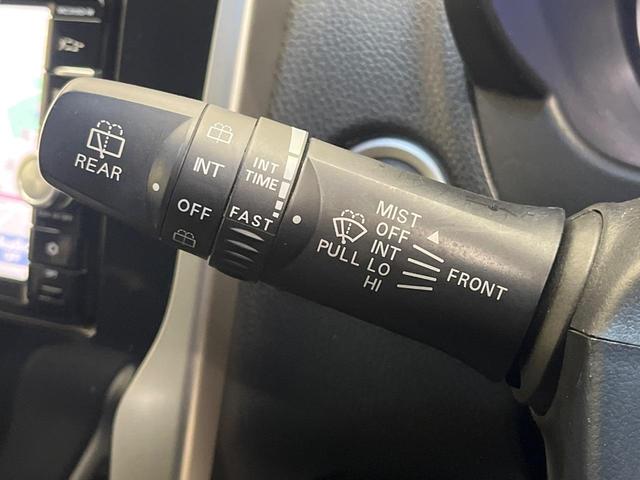 REAR
INT
OFF
INT
TIME
FAST
MIST
OFF
INT
PULL LO
HI
FRONT